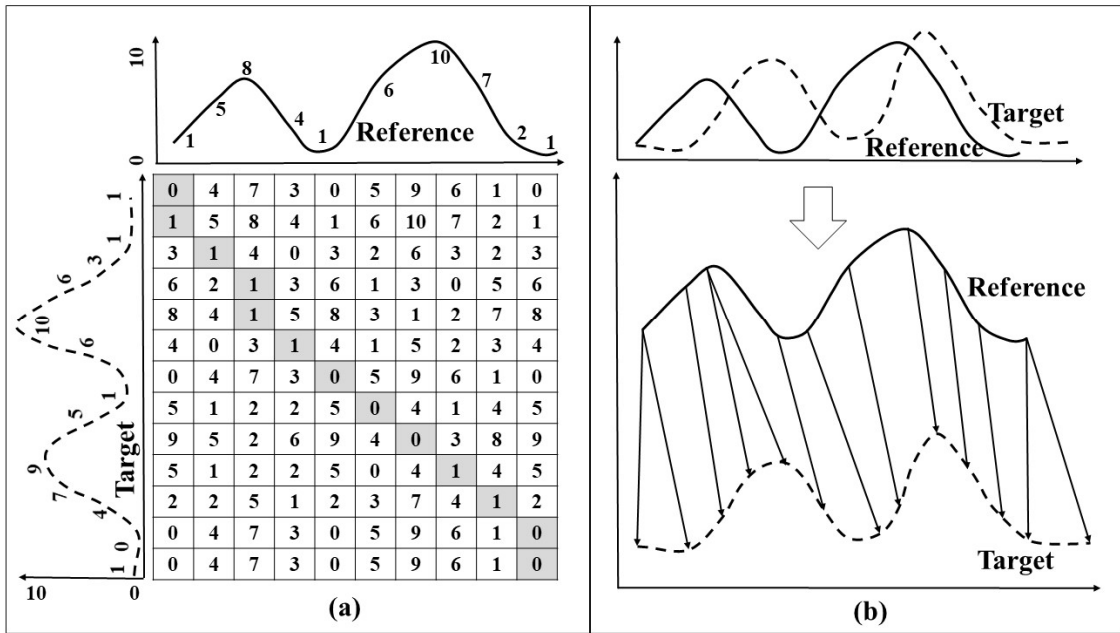 10
0
1
5
8
4
1
6
10
7
2
1
Reference
0 4 7 3 0 5 9 6 1 0
1 5 8 4 1 6 10 7 2 1
3 1 4 0 3 2 6 3 2 3
6 2 1 3 6 1 3 0 5 6
8 4 1 5 8 3 1 2 7 8
4 0 3 1 4 1 5 2 3 4
0 4 7 3 0 5 9 6 1 0
5 1 2 2 5 0 4 1 4 5
9 5 2 6 9 4 0 3 8 9
5 1 2 2 5 0 4 1 4 5
2 2 5 1 2 3 7 4 1 2
0 4 7 3 0 5 9 6 1 0
0 4 7 3 0 5 9 6 1 0
1
1
3
6
10
6
1
5
9
7
4
0
1
Target
10
0
(a)
Target
Reference
Reference
Target
(b)